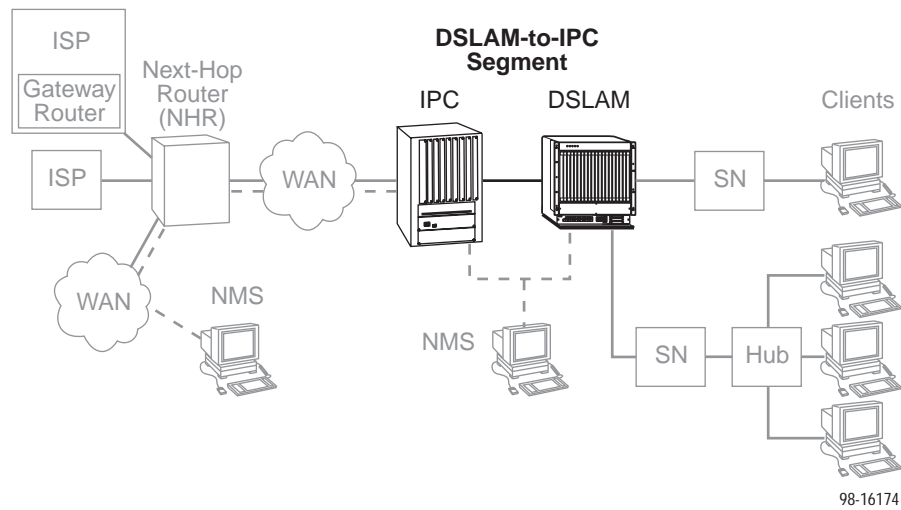 DSLAM-to-IPC
Segment
ISP
Gateway
Router
Next-Hop
Router
(NHR)
IPC
DSLAM
Clients
ISP
WAN
SN
WAN
NMS
NMS
SN
Hub
98-16174